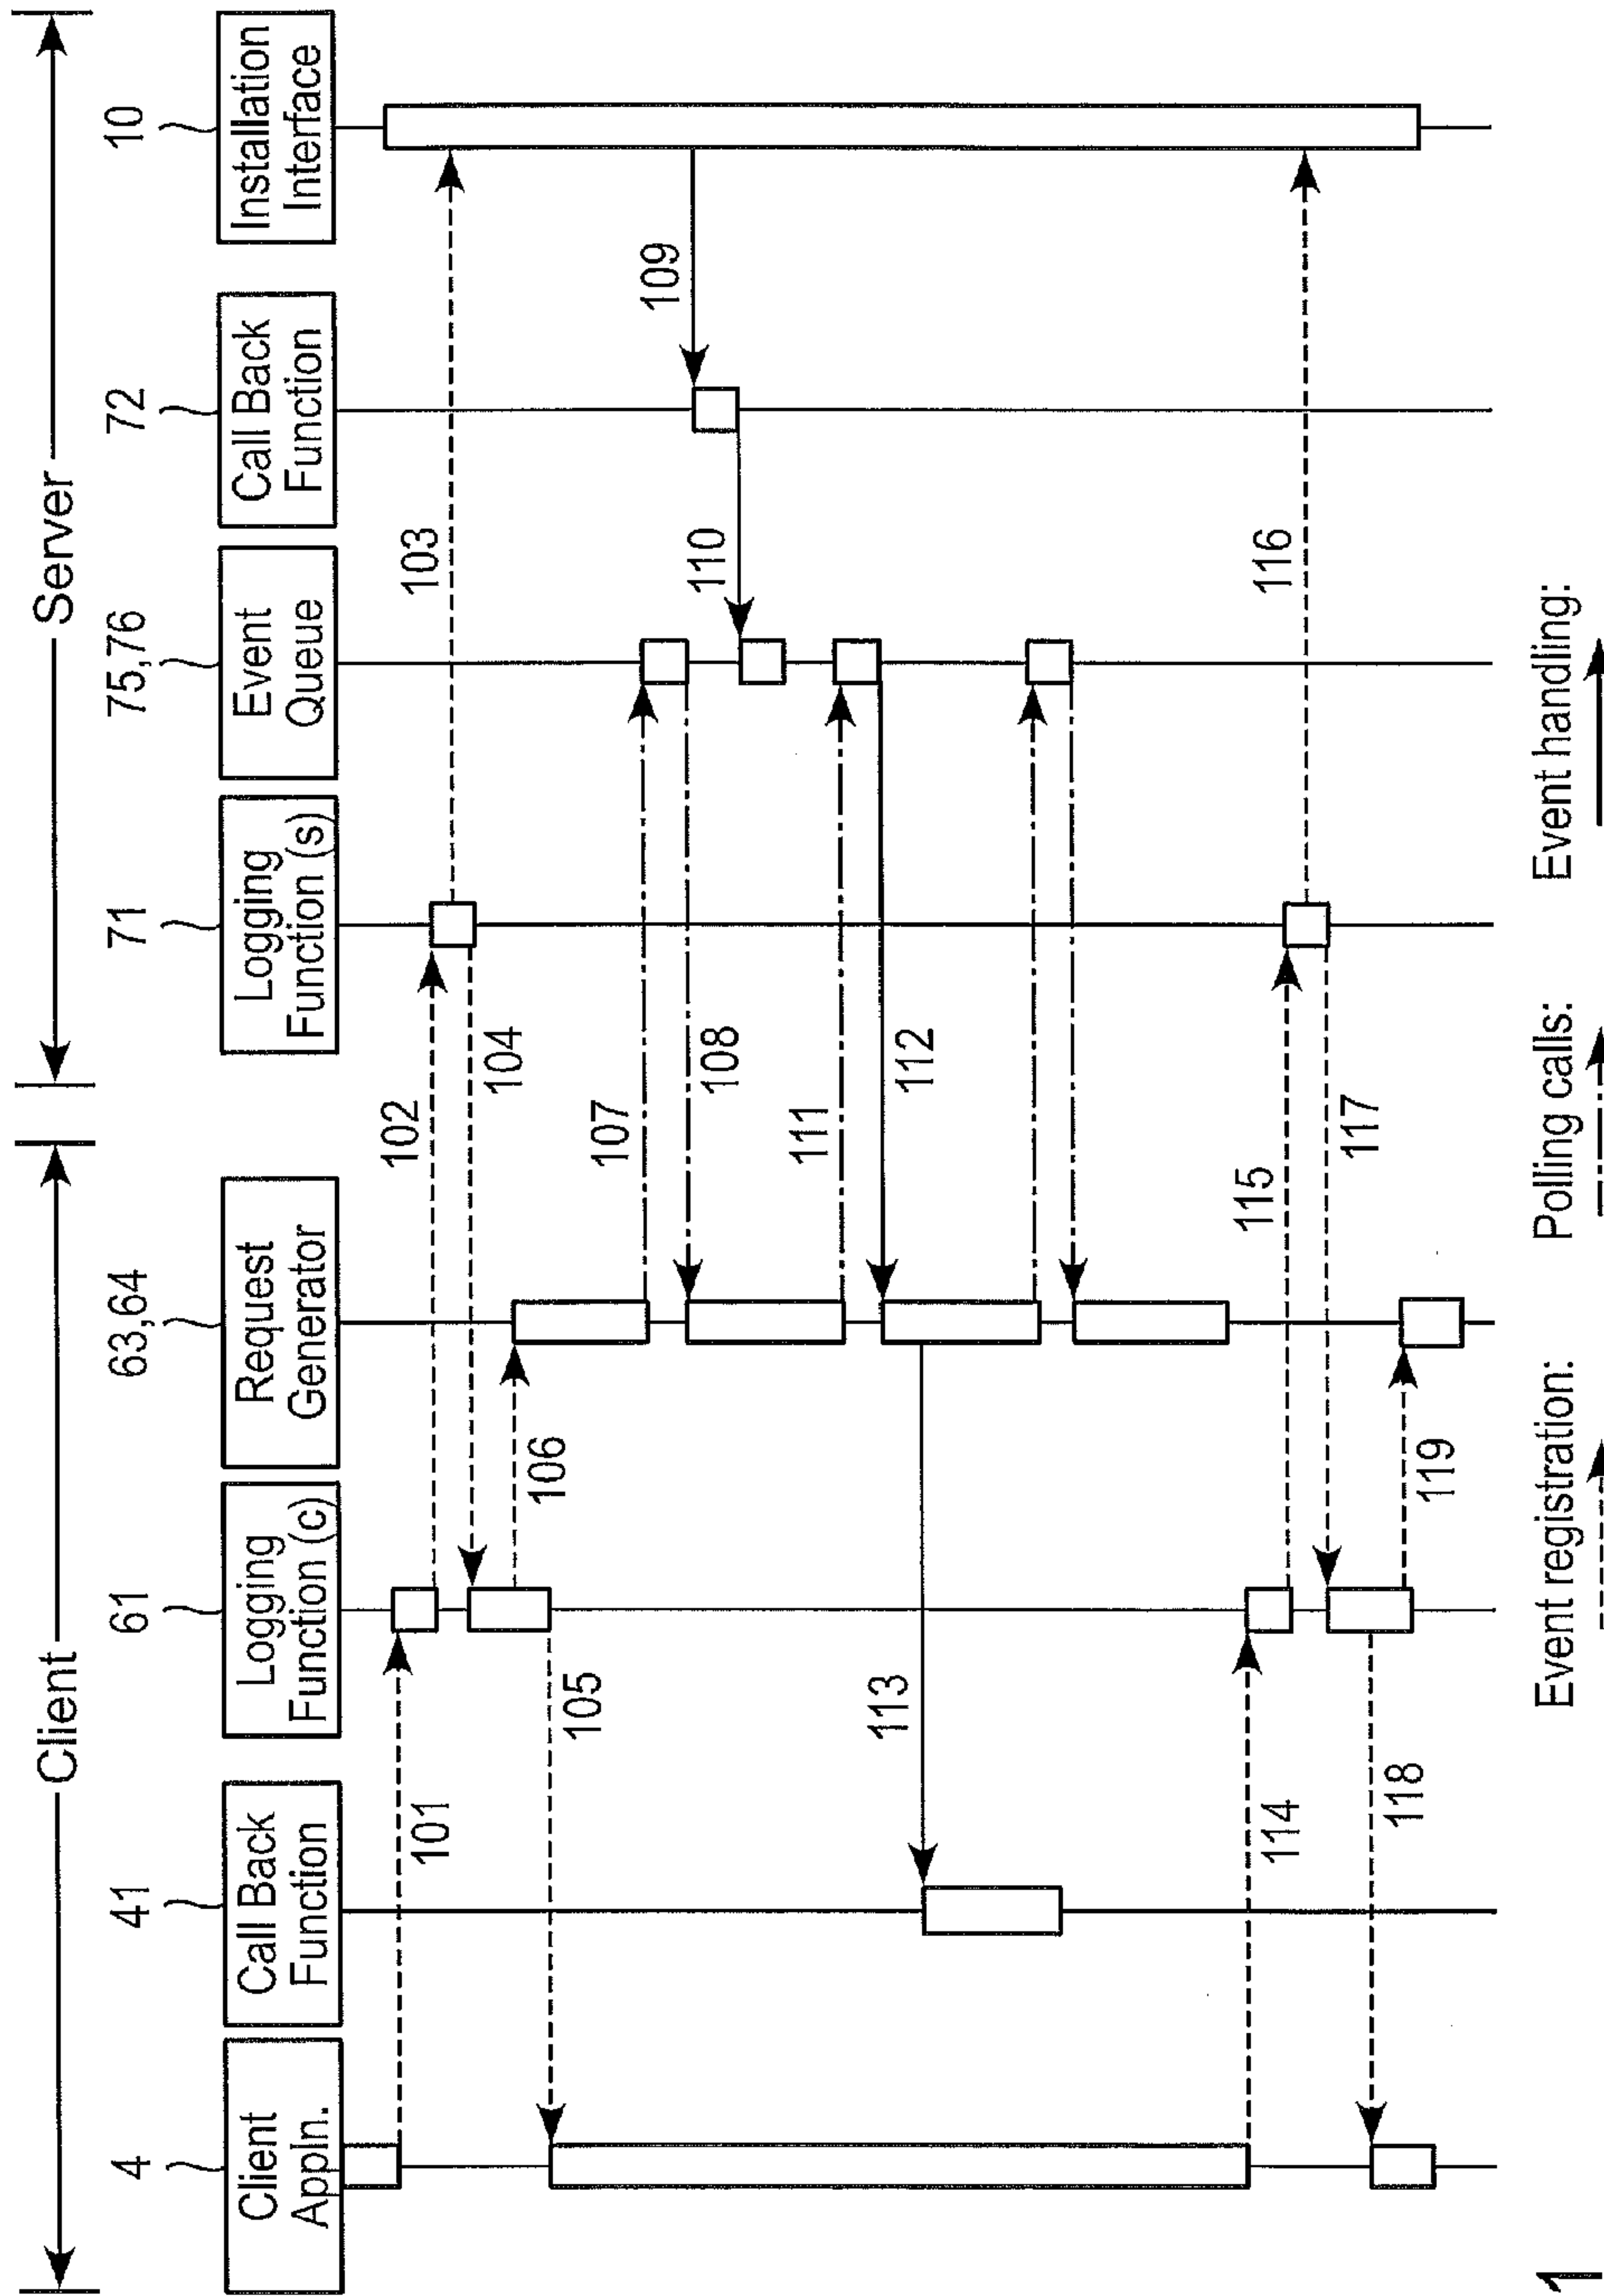 Client
Server
4
41
61
63,64
71
75,76
72
10
Client
Appln.
Call Back
Function
Logging
Function (c)
Request
Generator
Logging
Function (s)
Event
Queue
Call Back
Function
Installation
Interface
101
102
103
104
105
106
107
108
109
110
111
112
113
114
115
116
117
118
119
Event registration:
Polling calls:
Event handling:
1